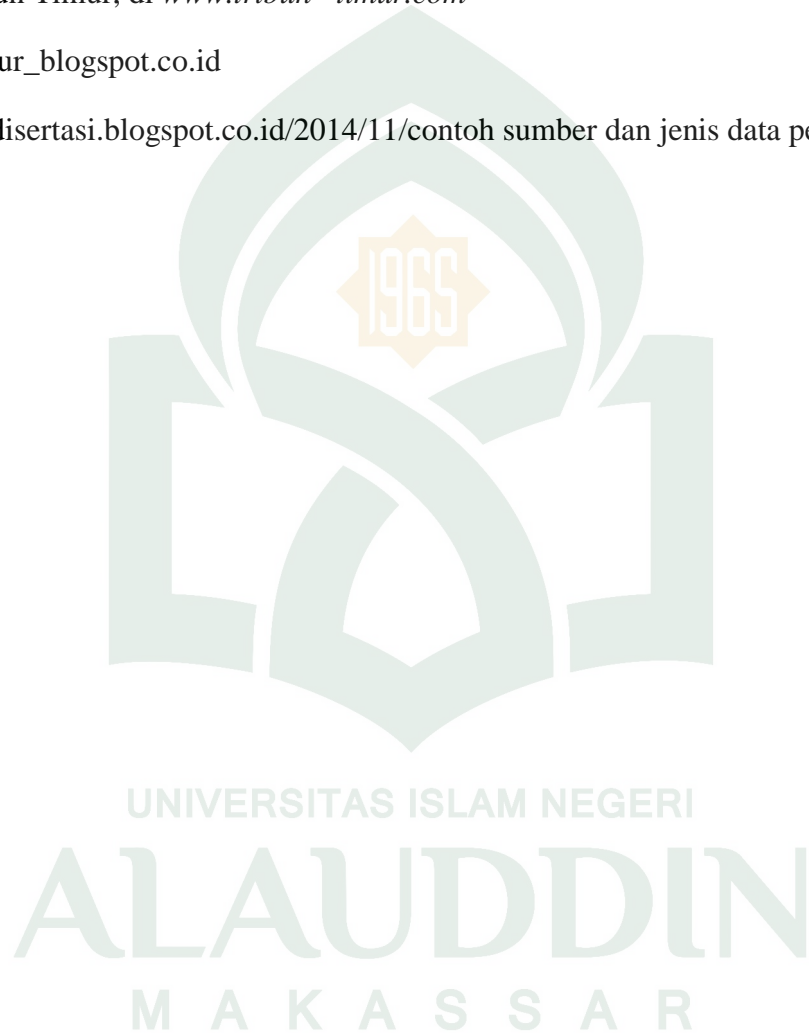 ur_blogspot.co.id
disertasi.blogspot.co.id/2014/11/contoh sumber dan jenis data pe
1965
UNIVERSITAS ISLAM NEGERI
ALAUDDIN
MAKASSAR